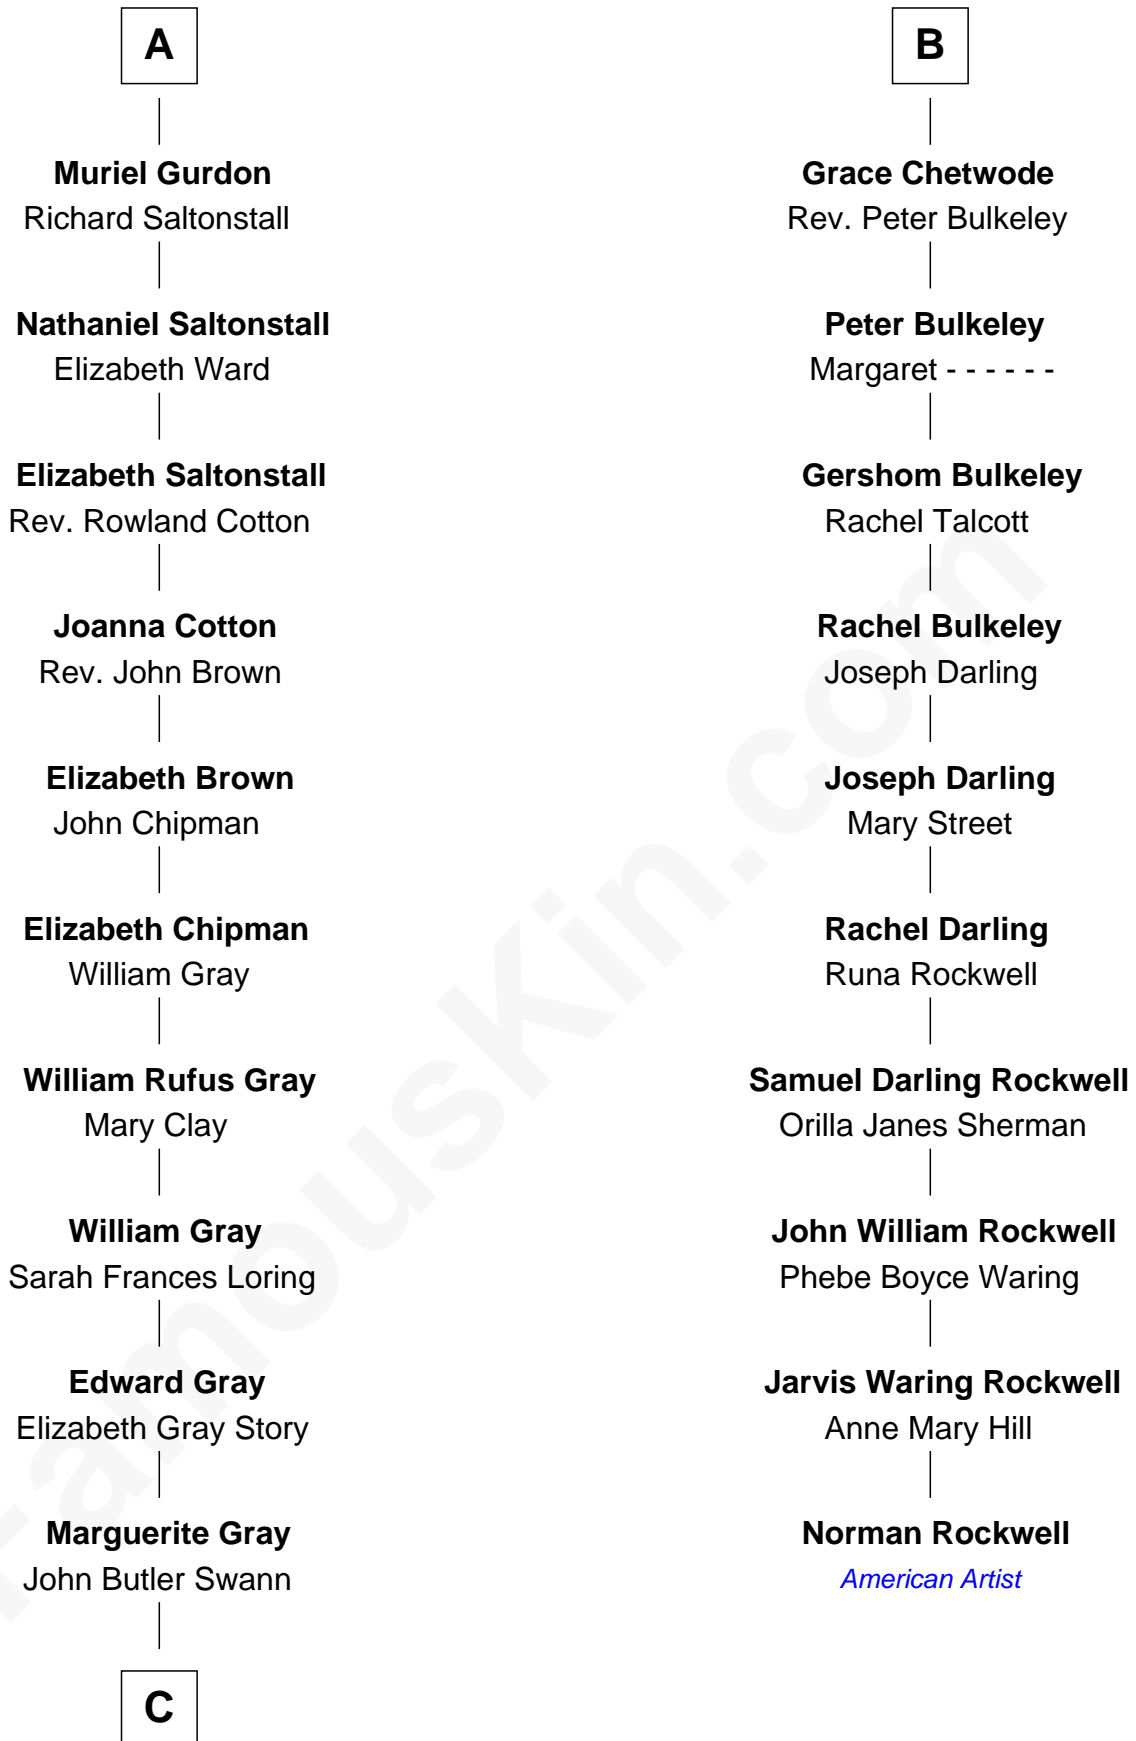 A
Muriel Gurdon
Richard Saltonstall
Nathaniel Saltonstall
Elizabeth Ward
Elizabeth Saltonstall
Rev. Rowland Cotton
Joanna Cotton
Rev. John Brown
Elizabeth Brown
John Chipman
Elizabeth Chipman
William Gray
William Rufus Gray
Mary Clay
William Gray
Sarah Frances Loring
Edward Gray
Elizabeth Gray Story
Marguerite Gray
John Butler Swann
C
B
Grace Chetwode
Rev. Peter Bulkeley
Peter Bulkeley
Margaret - - - - - -
Gershom Bulkeley
Rachel Talcott
Rachel Bulkeley
Joseph Darling
Joseph Darling
Mary Street
Rachel Darling
Runa Rockwell
Samuel Darling Rockwell
Orilla Janes Sherman
John William Rockwell
Phebe Boyce Waring
Jarvis Waring Rockwell
Anne Mary Hill
Norman Rockwell
American Artist
FamousKin.com